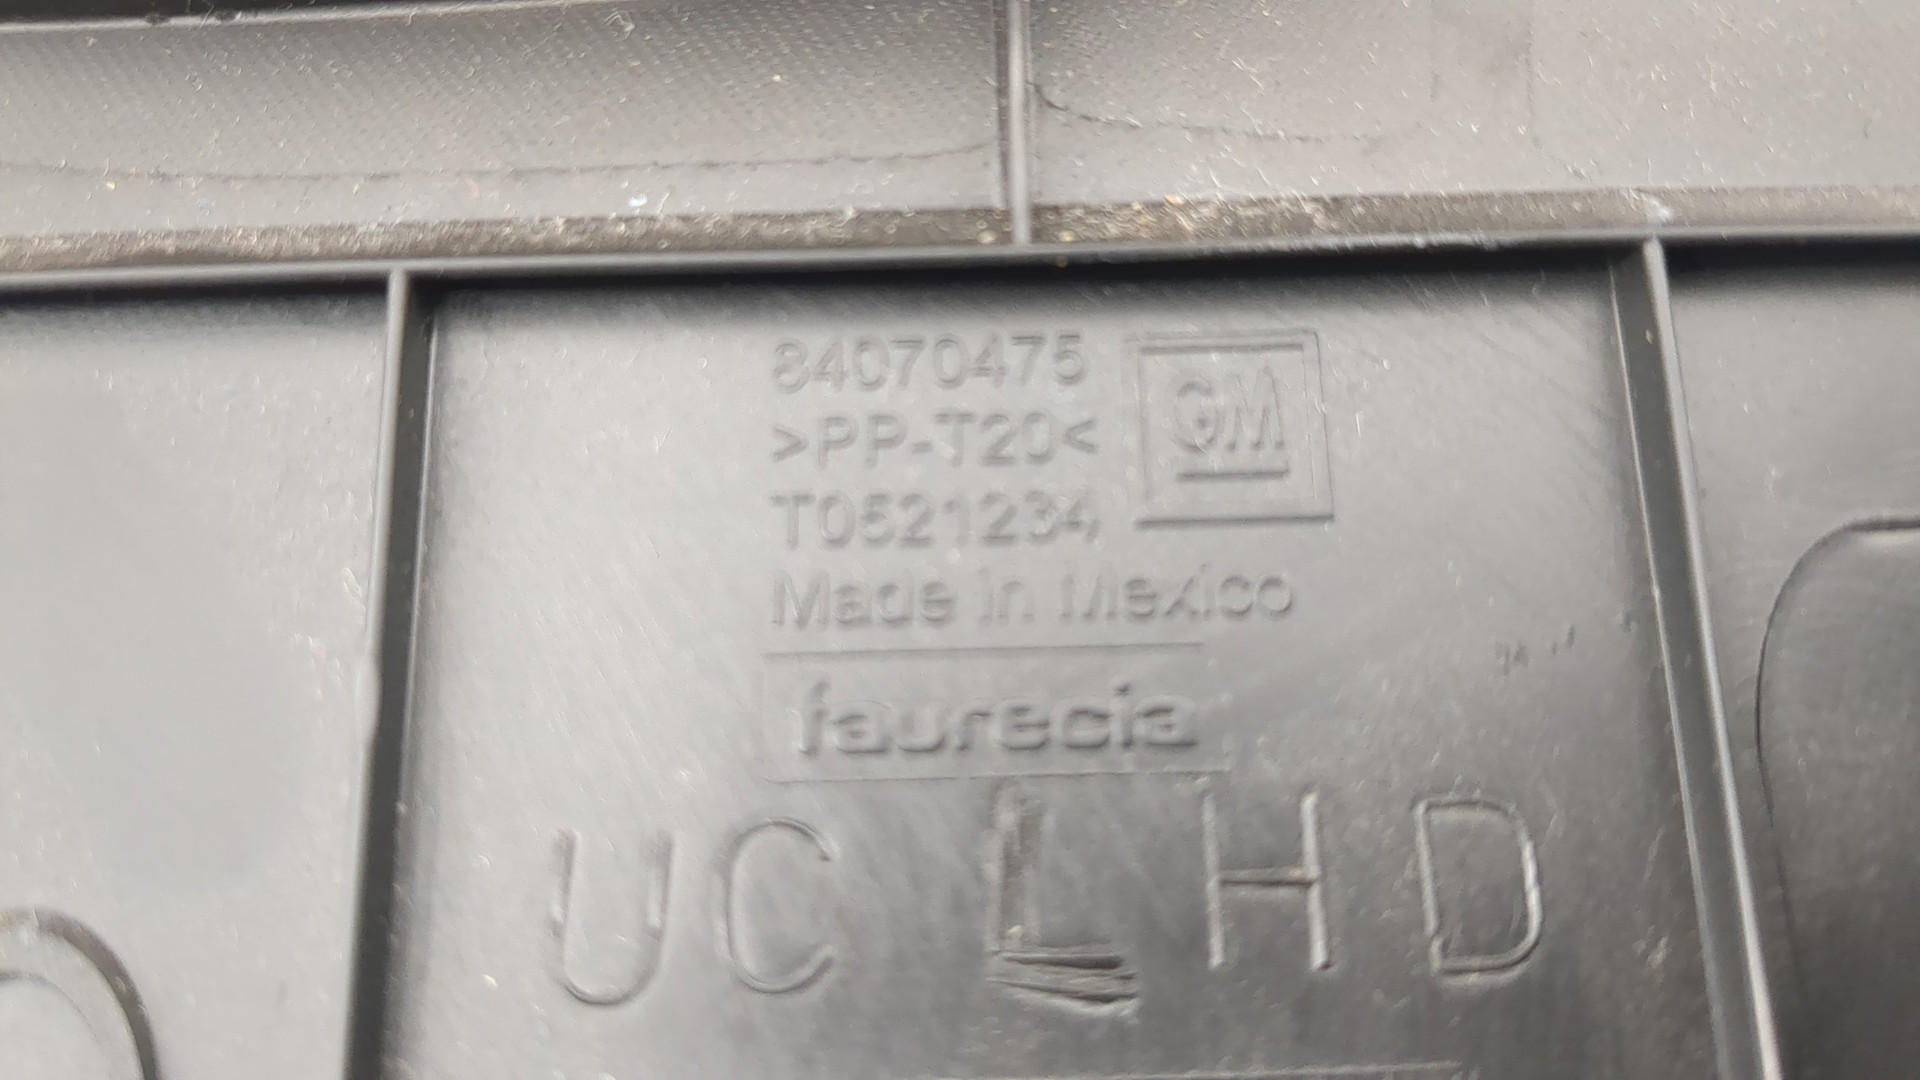 84070475
GM
>PP-T20<
T0521234
Made in Mexico
faurecia
UC LHD